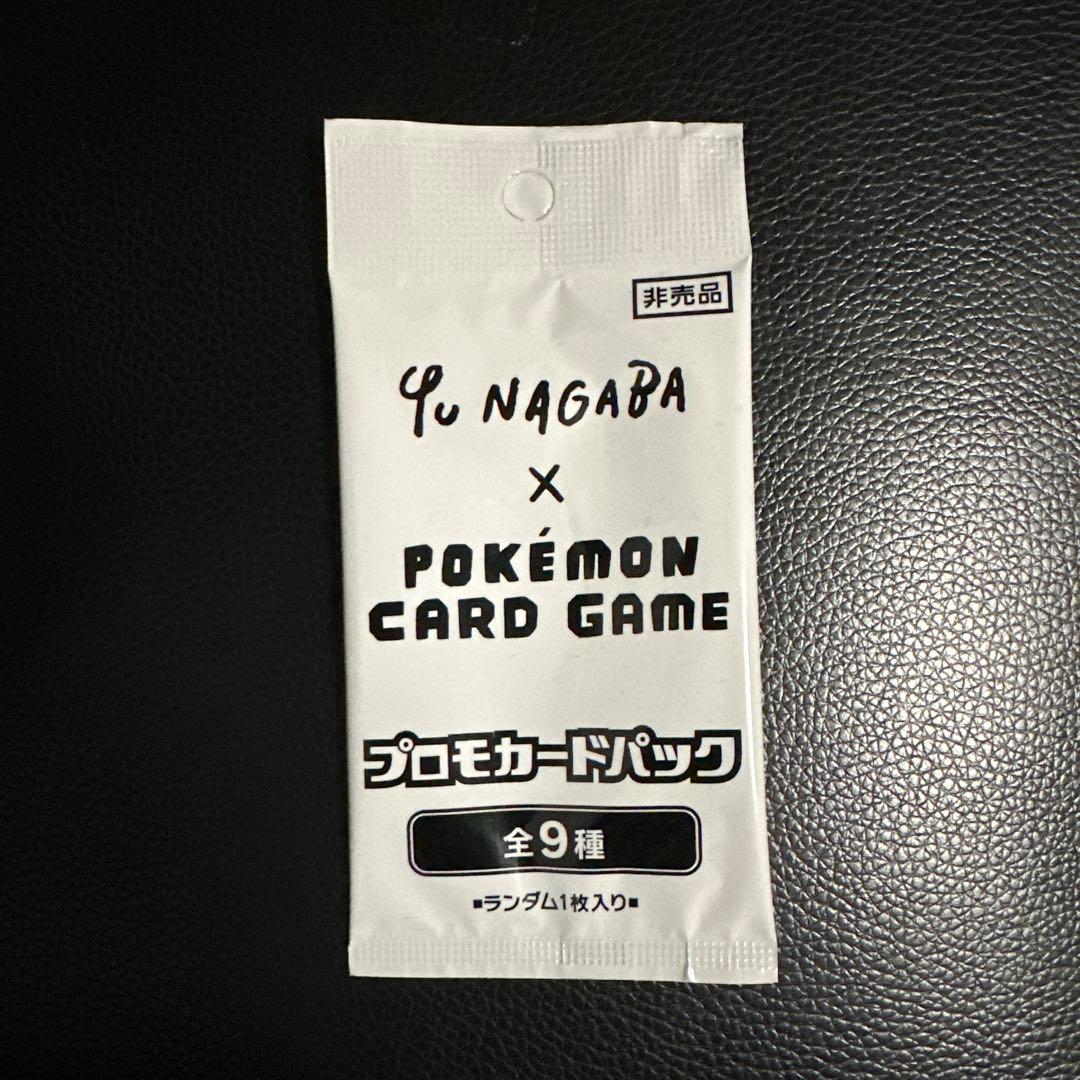 非売品
Yu NAGABA
×
POKÉMON
CARD GAME
プロモカードパック
全9種
■ランダム1枚入り■